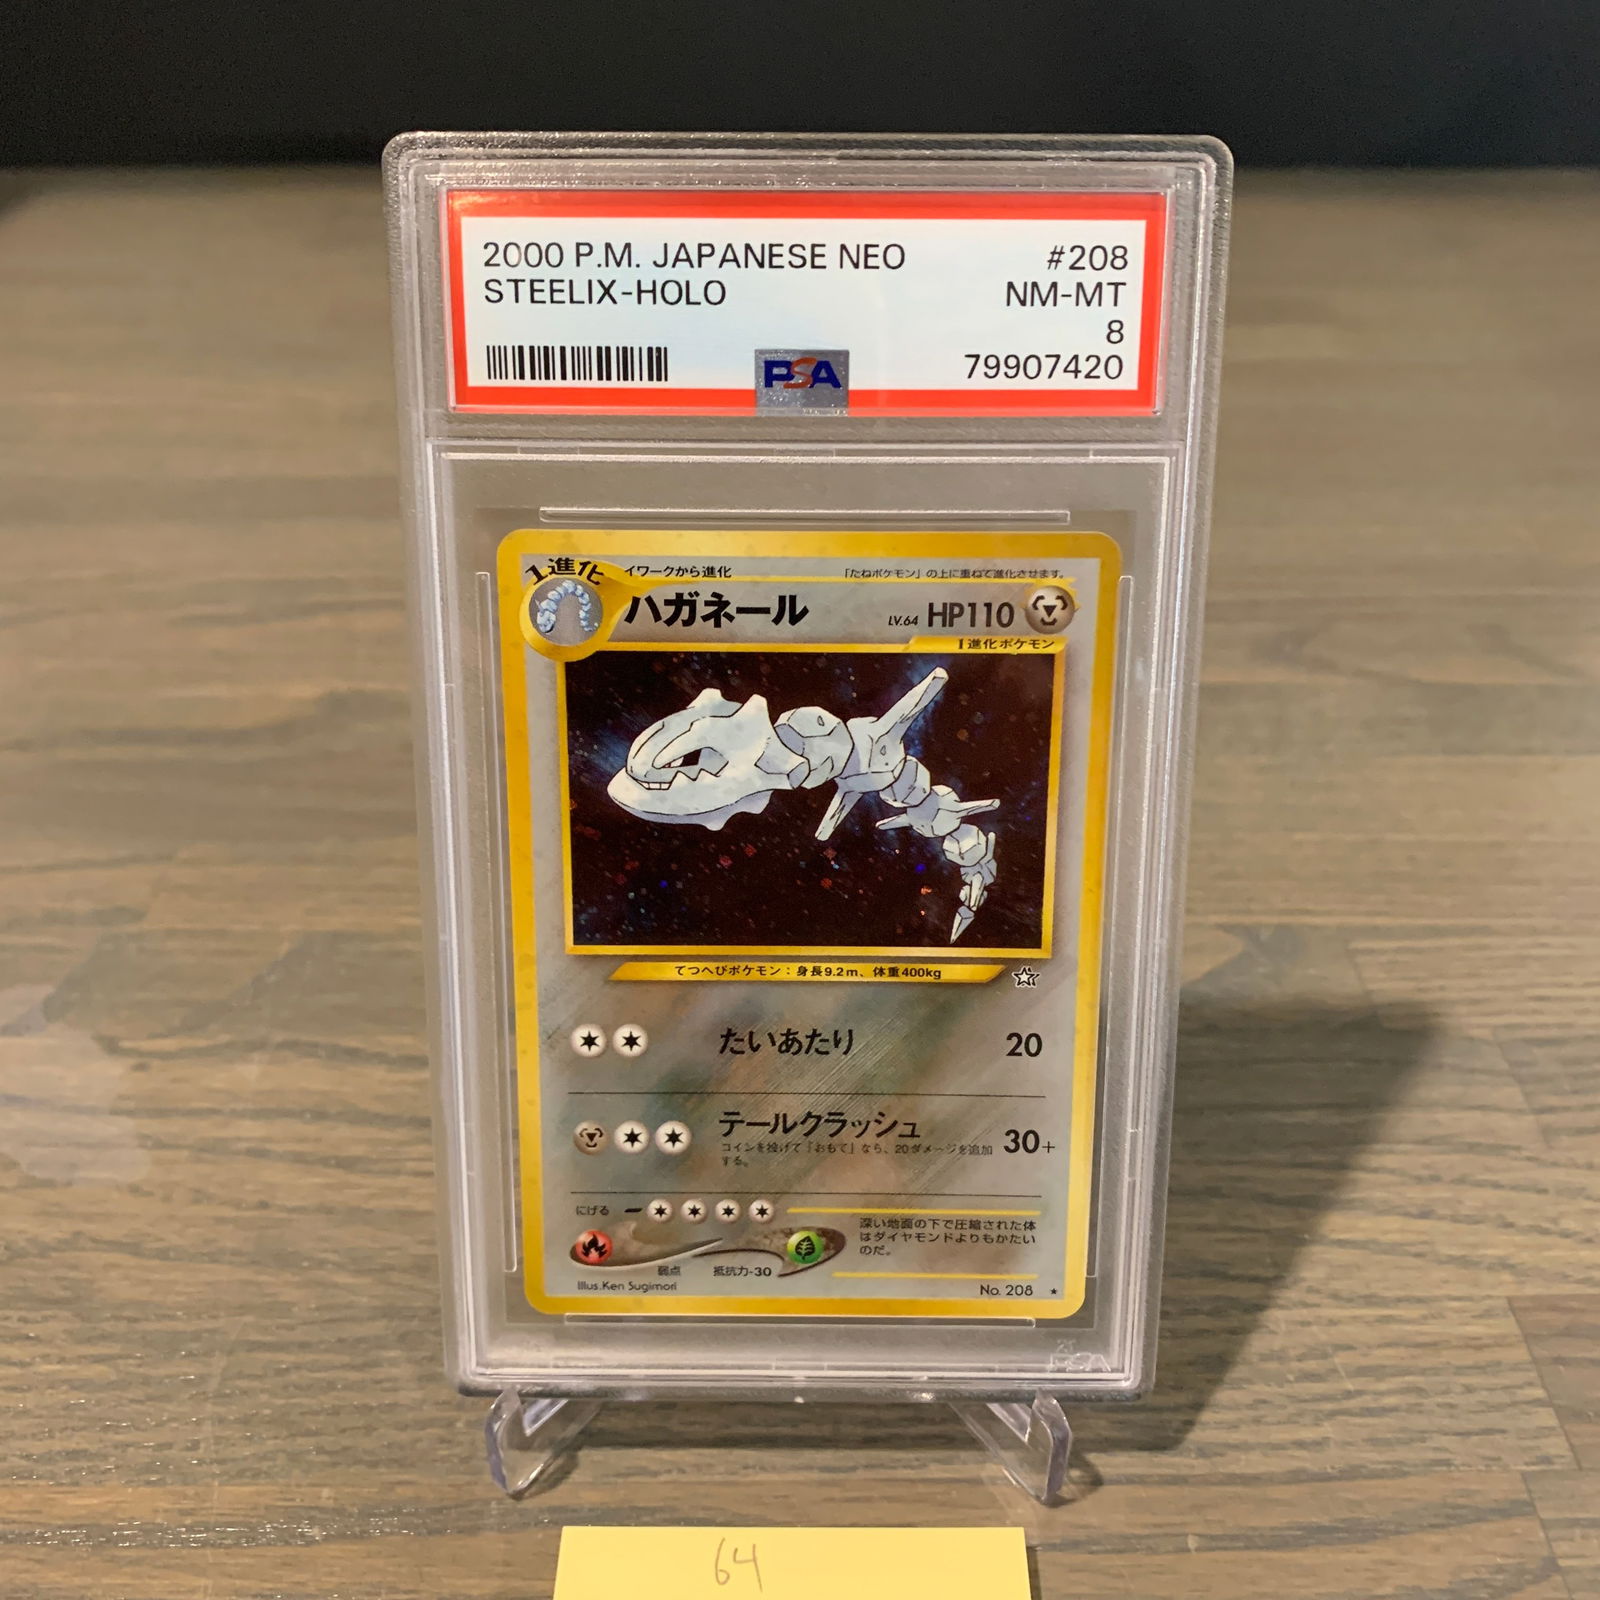 2000 P.M. JAPANESE NEO #208
STEELIX-HOLO NM-MT
8
PSA 79907420
1進化 イワークから進化 「たねポケモン」の上に重ねて進化させます。
ハガネール LV.64 HP110
1進化ポケモン
てつへびポケモン：身長9.2m、体重400kg
たいあたり 20
テールクラッシュ 30+
コインを投げて「おもて」なら、20ダメージを追加
する。
にげる
深い地面の下で圧縮された体
はダイヤモンドよりもかたい
のだ。
弱点 抵抗力-30
Illus.Ken Sugimori No. 208 ★
PSA
64